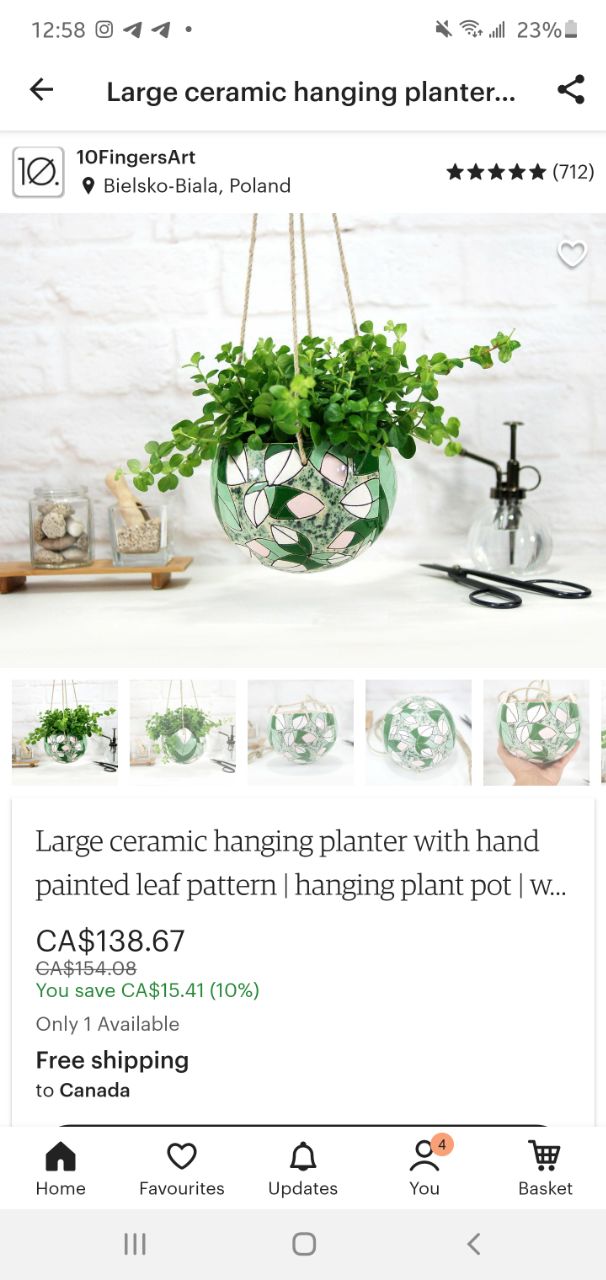 12:58
23%
Large ceramic hanging planter...
1Ø.
10FingersArt
Bielsko-Biala, Poland
(712)
Large ceramic hanging planter with hand
painted leaf pattern | hanging plant pot | w...
CA$138.67
CA$154.08
You save CA$15.41 (10%)
Only 1 Available
Free shipping
to Canada
4
Home
Favourites
Updates
You
Basket